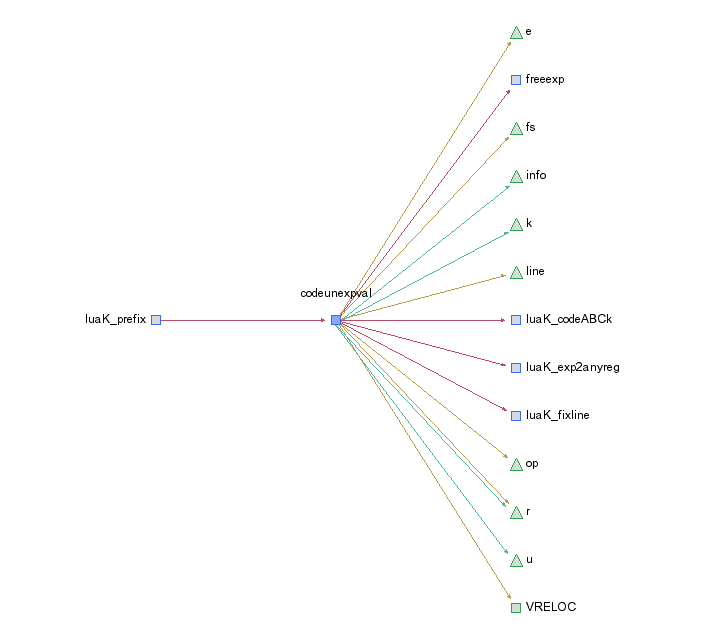 e
freeexp
fs
info
k
line
codeunexpval
luaK_prefix
luaK_codeABCk
luaK_exp2anyreg
luaK_fixline
op
r
u
VRELOC